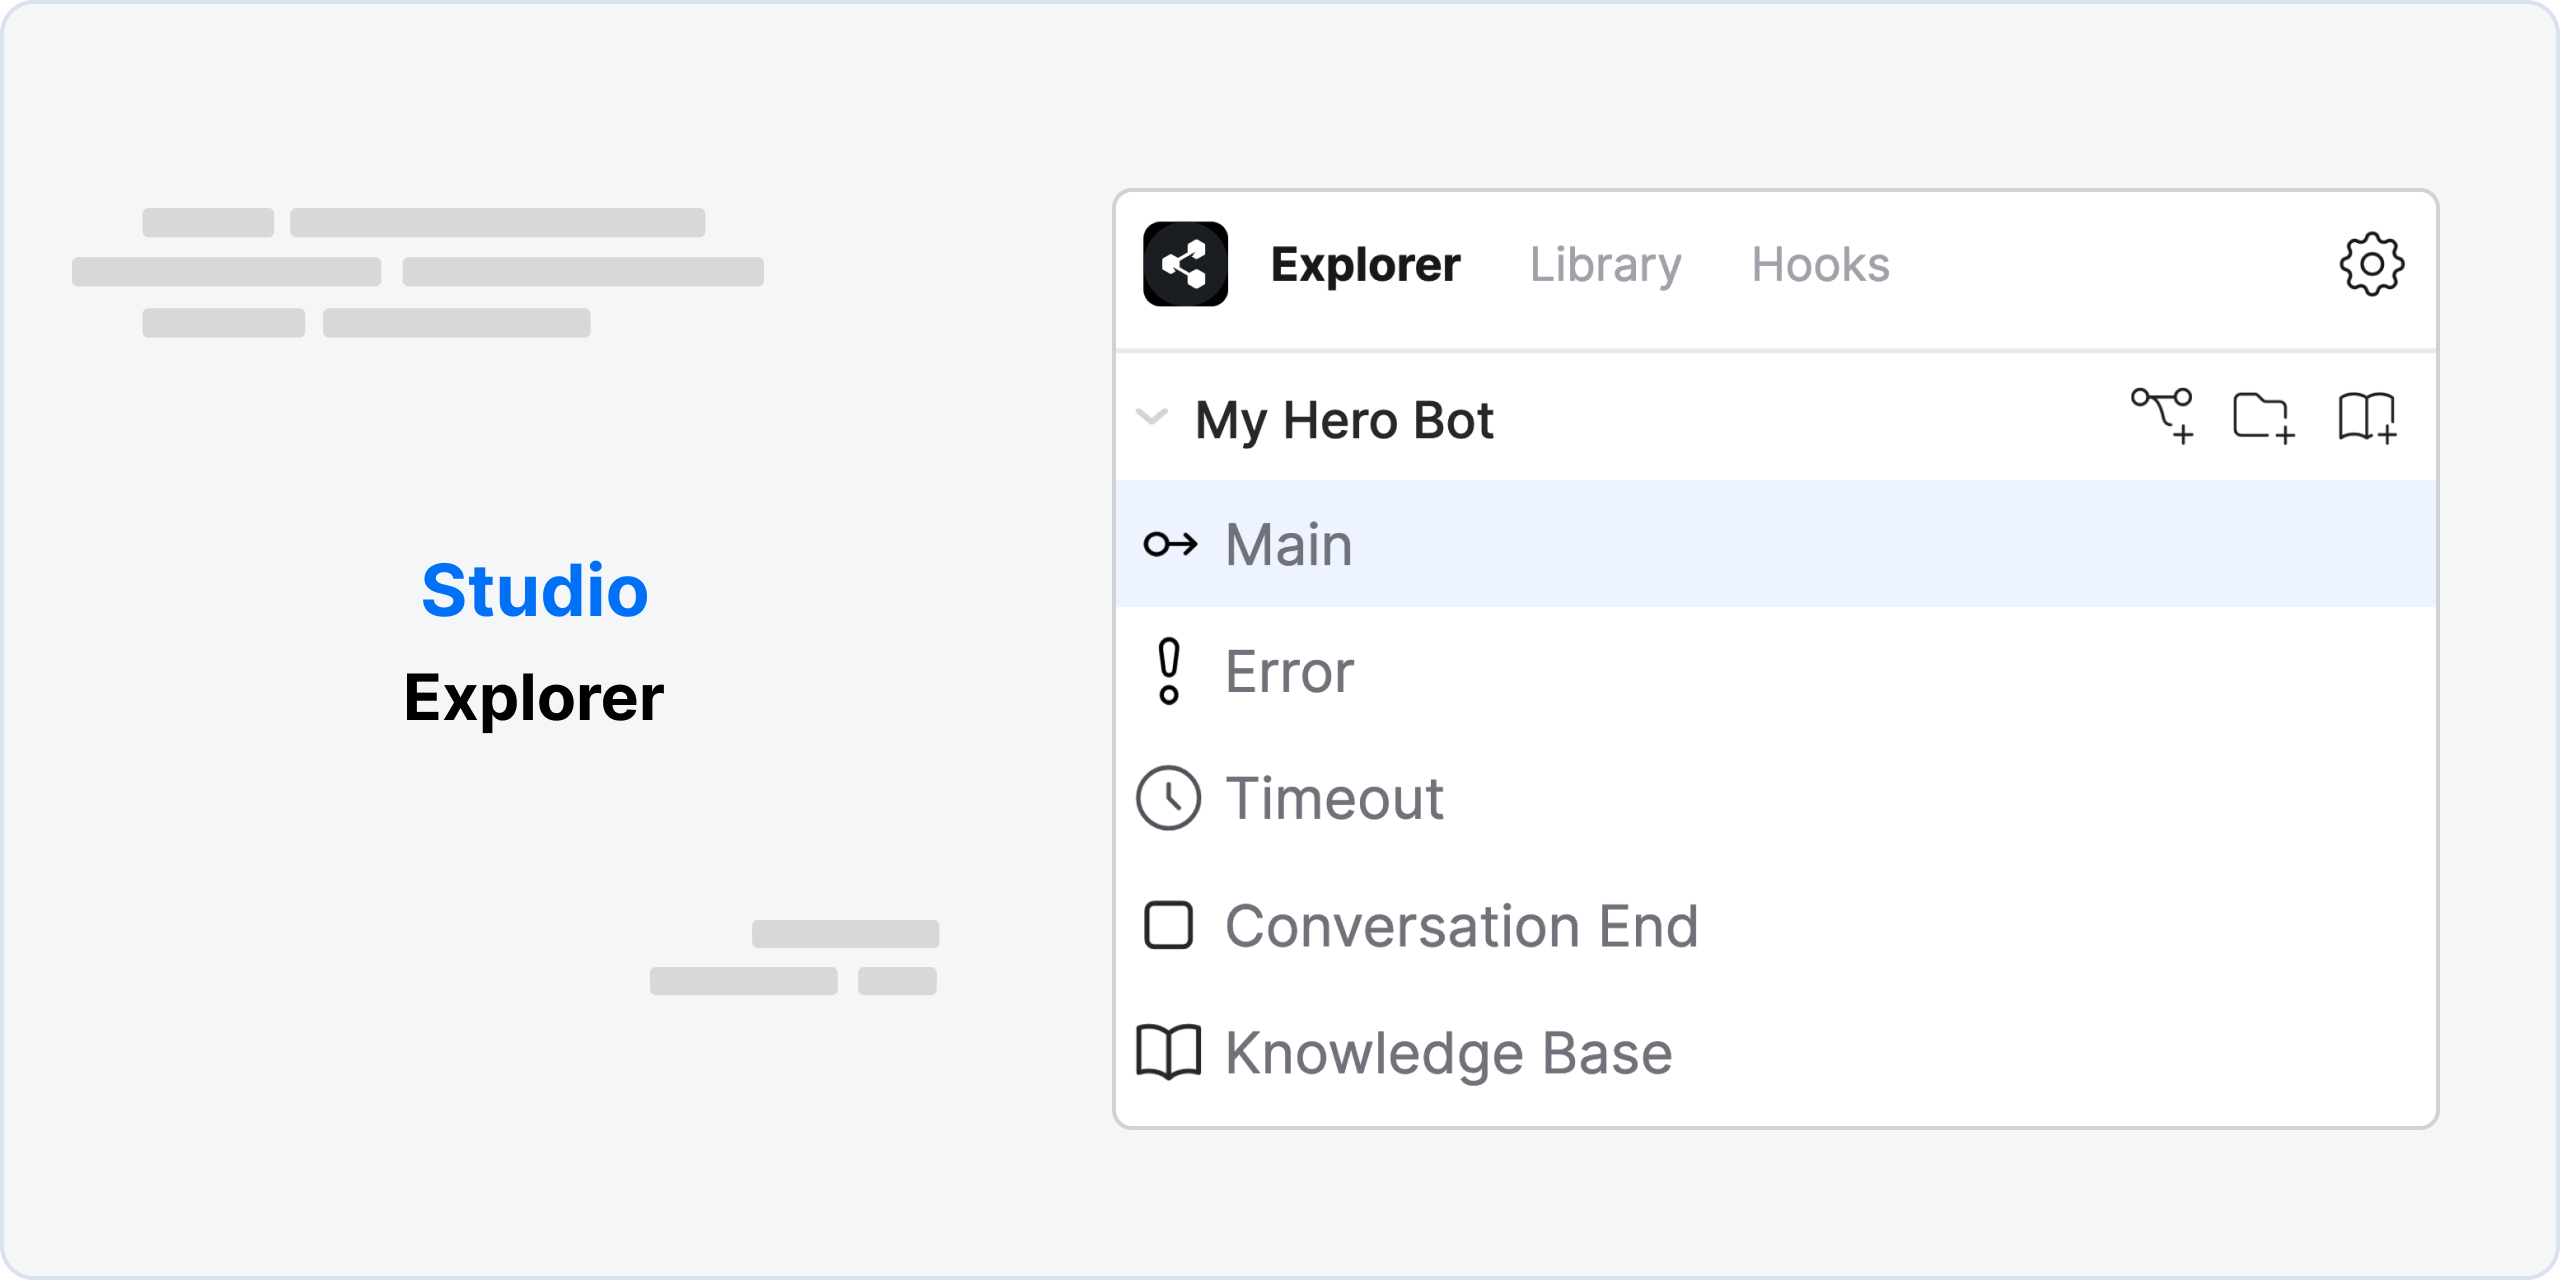 Studio
Explorer
Explorer Library Hooks
My Hero Bot
Main
Error
Timeout
Conversation End
Knowledge Base